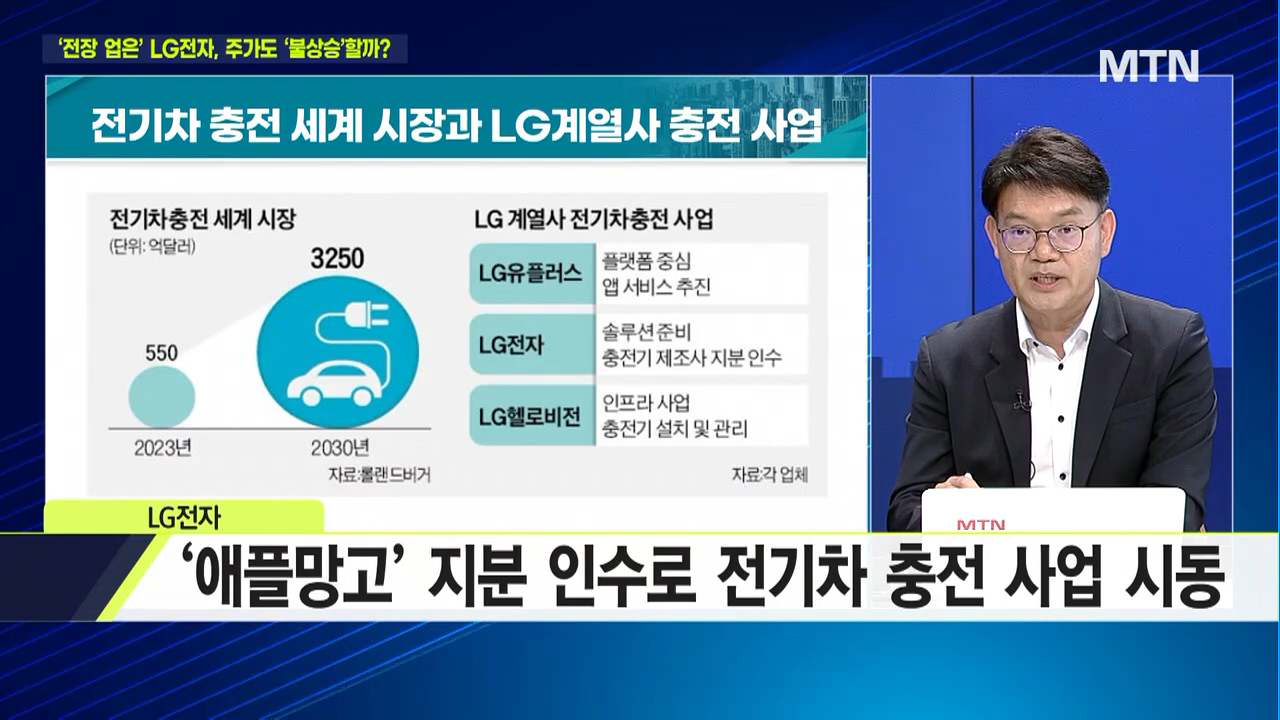 ‘전장 업은’ LG전자, 주가도 ‘불상승’할까?
MTN
전기차 충전 세계 시장과 LG계열사 충전 사업
전기차충전 세계 시장
(단위: 억달러)
3250
550
2023년
2030년
자료:롤랜드버거
LG 계열사 전기차충전 사업
LG유플러스
플랫폼 중심
앱 서비스 추진
LG전자
솔루션 준비
충전기 제조사 지분 인수
LG헬로비전
인프라 사업
충전기 설치 및 관리
자료:각 업체
MTN
LG전자
‘애플망고’ 지분 인수로 전기차 충전 사업 시동